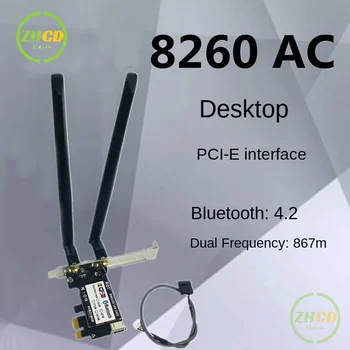 ZHCD
8260 AC
Desktop
PCI-E interface
Bluetooth: 4.2
Dual Frequency: 867m
ZHCD